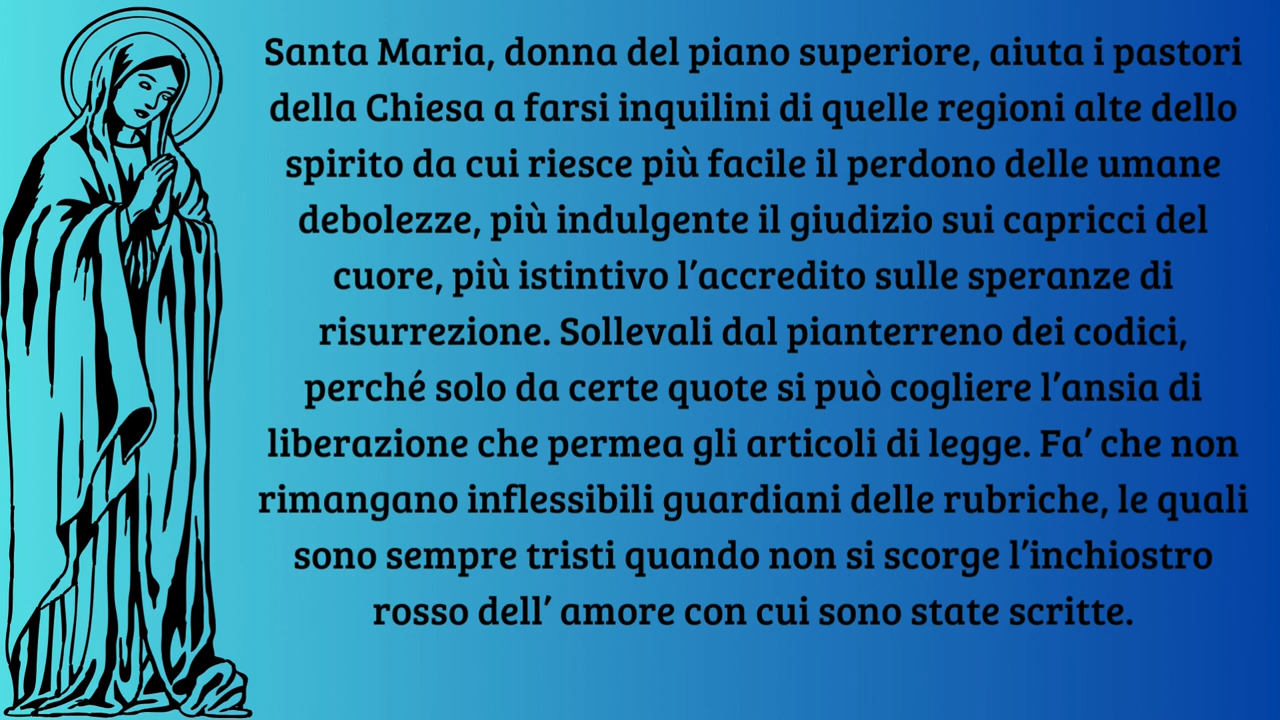 Santa Maria, donna del piano superiore, aiuta i pastori
della Chiesa a farsi inquilini di quelle regioni alte dello
spirito da cui riesce più facile il perdono delle umane
debolezze, più indulgente il giudizio sui capricci del
cuore, più istintivo l’accredito sulle speranze di
risurrezione. Sollevali dal pianterreno dei codici,
perché solo da certe quote si può cogliere l’ansia di
liberazione che permea gli articoli di legge. Fa’ che non
rimangano inflessibili guardiani delle rubriche, le quali
sono sempre tristi quando non si scorge l’inchiostro
rosso dell’ amore con cui sono state scritte.